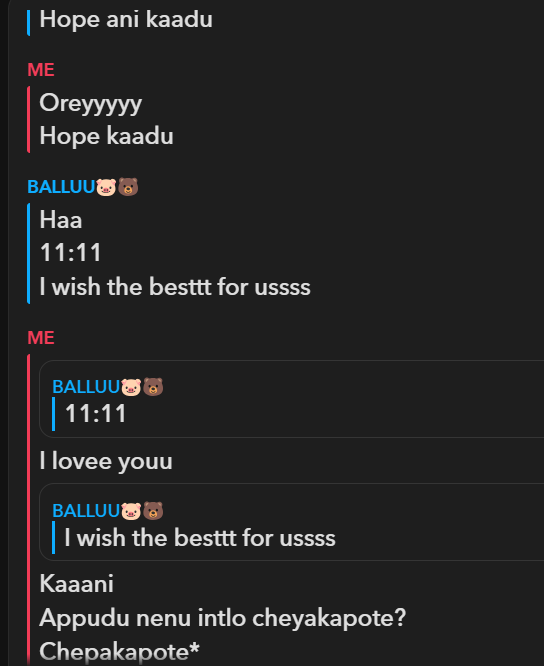 Hope ani kaadu
ME
Oreyyyyy
Hope kaadu
BALLUU🐷🐻
Haa
11:11
I wish the besttt for ussss
ME
BALLUU🐷🐻
11:11
I lovee youu
BALLUU🐷🐻
I wish the besttt for ussss
Kaaani
Appudu nenu intlo cheyakapote?
Chepakapote*